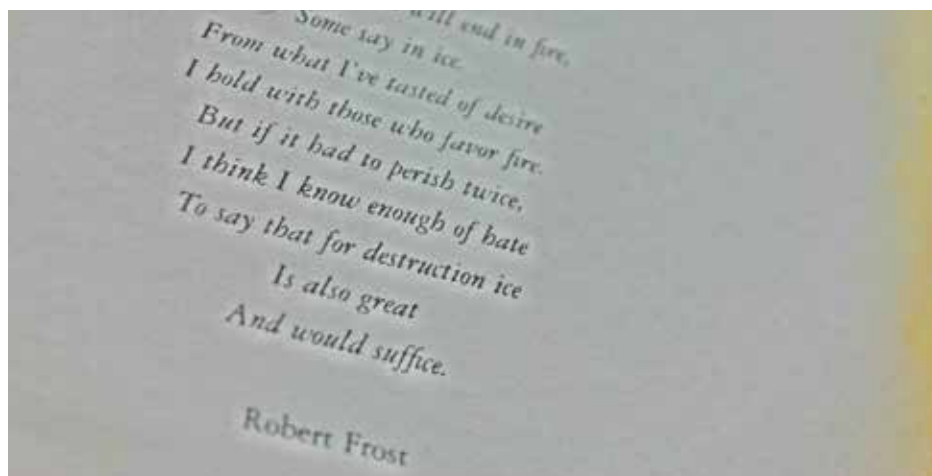 will end in fire,
Some say in ice.
From what I've tasted of desire
I hold with those who favor fire.
But if it had to perish twice,
I think I know enough of hate
To say that for destruction ice
Is also great
And would suffice.
Robert Frost